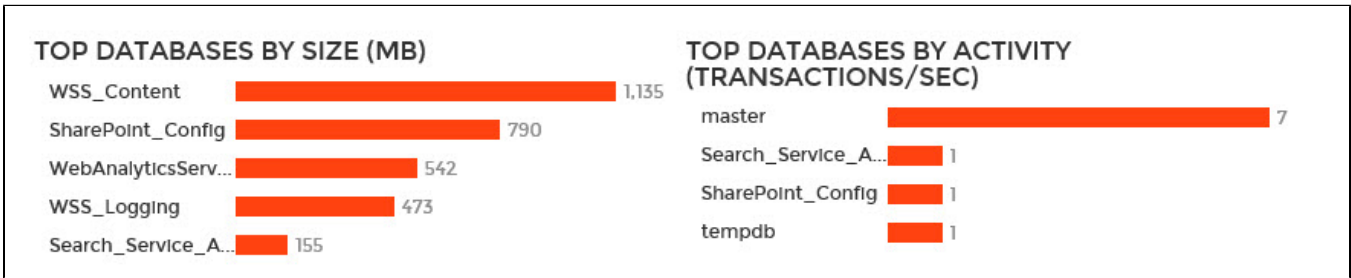 TOP DATABASES BY SIZE (MB)
WSS_Content 1,135
SharePoint_Config 790
WebAnalyticsServ... 542
WSS_Logging 473
Search_Service_A... 155
TOP DATABASES BY ACTIVITY
(TRANSACTIONS/SEC)
master 7
Search_Service_A... 1
SharePoint_Config 1
tempdb 1